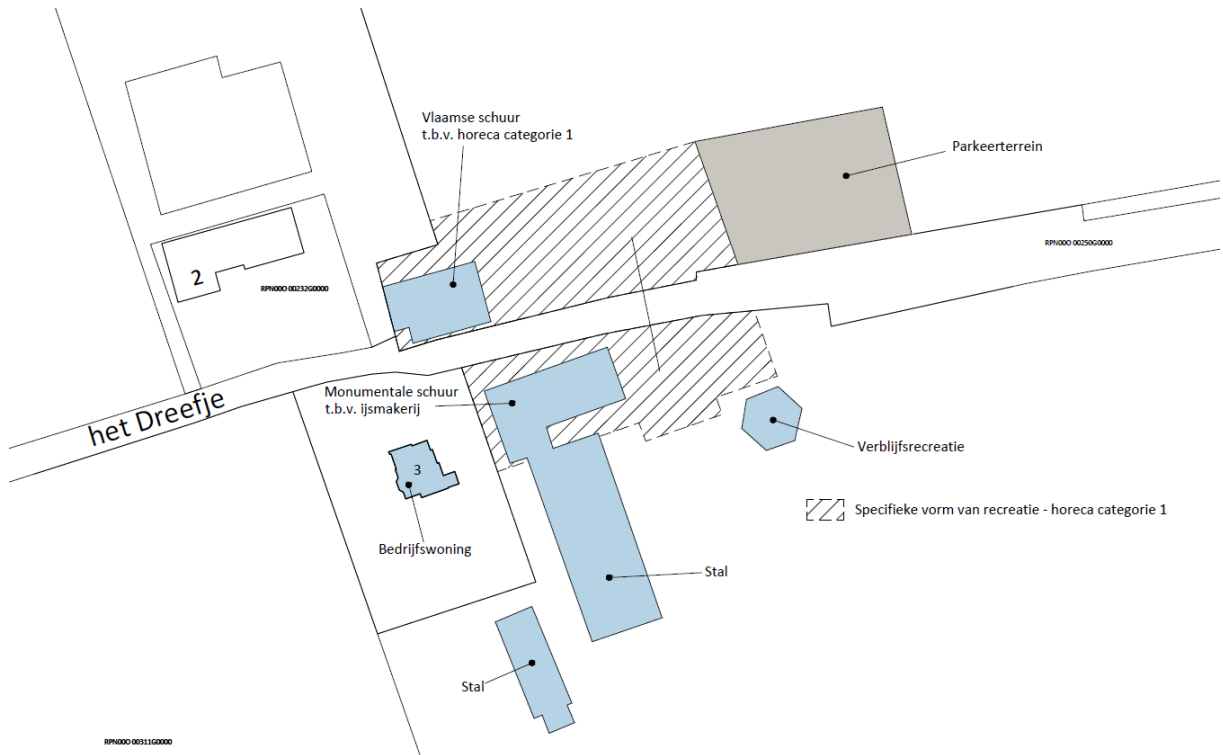 Vlaamse schuur
t.b.v. horeca categorie 1
Parkeerterrein
RPN00O 00250G0000
2
RPN00O 00232G0000
het Dreefje
Monumentale schuur
t.b.v. ijsmakerij
Verblijfsrecreatie
3
Specifieke vorm van recreatie - horeca categorie 1
Bedrijfswoning
Stal
Stal
RPN00O 00311G0000